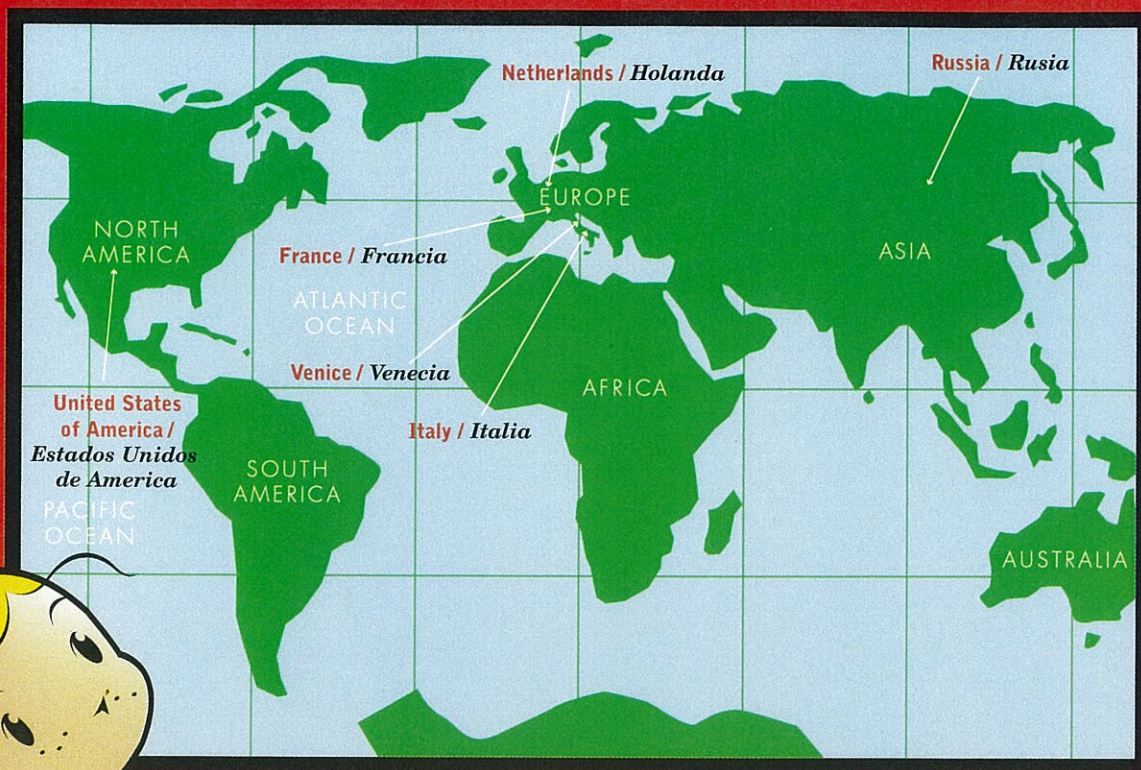 Netherlands / Holanda
Russia / Rusia
EUROPE
NORTH
AMERICA
ASIA
France / Francia
ATLANTIC
OCEAN
Venice / Venecia
AFRICA
United States
of America /
Estados Unidos
de America
Italy / Italia
SOUTH
AMERICA
PACIFIC
OCEAN
AUSTRALIA